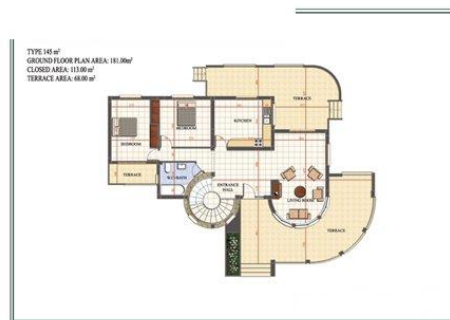 TYPE 145 m²
GROUND FLOOR PLAN AREA: 181.00m²
CLOSED AREA: 113.00 m²
TERRACE AREA: 68.00 m²
TERRACE
BEDROOM
KITCHEN
BEDROOM
TERRACE
W.C-BATH
ENTRANCE
HALL
LIVING ROOM
TERRACE